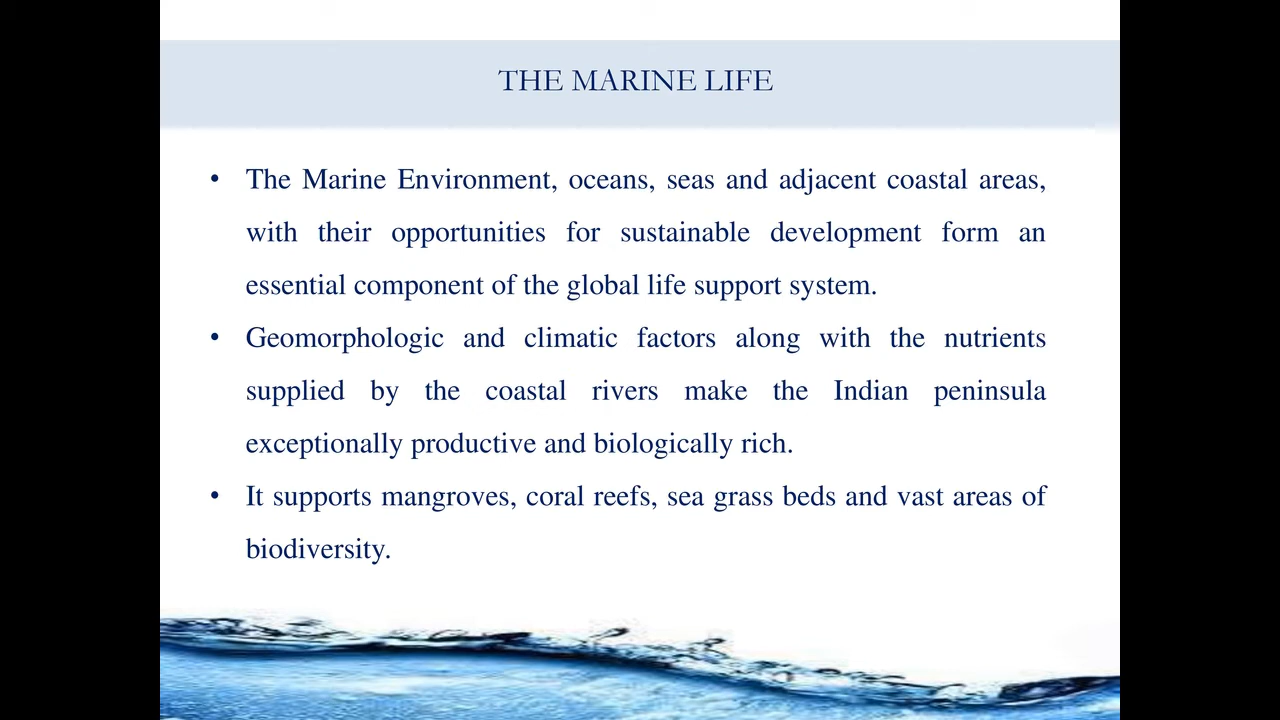 THE MARINE LIFE
• The Marine Environment, oceans, seas and adjacent coastal areas,
with their opportunities for sustainable development form an
essential component of the global life support system.
• Geomorphologic and climatic factors along with the nutrients
supplied by the coastal rivers make the Indian peninsula
exceptionally productive and biologically rich.
• It supports mangroves, coral reefs, sea grass beds and vast areas of
biodiversity.